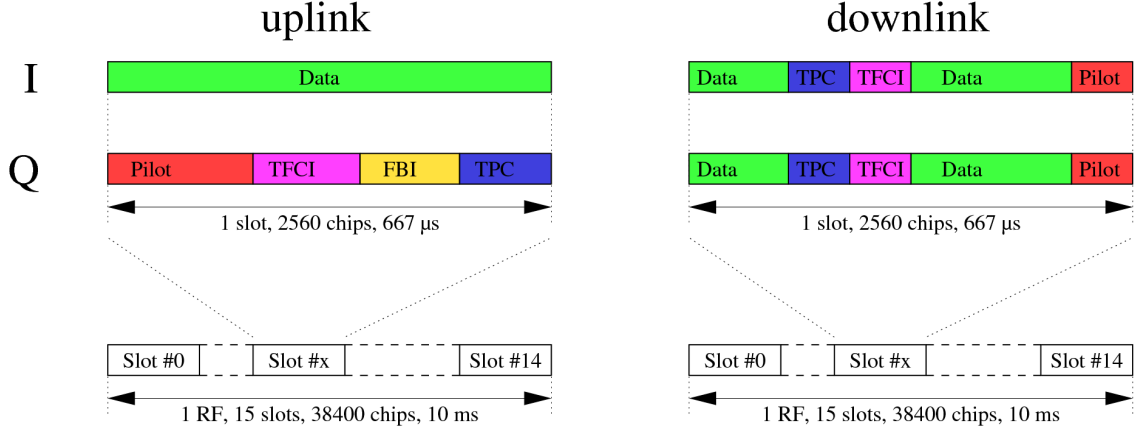 uplink downlink
I Data Data TPC TFCI Data Pilot
Q Pilot TFCI FBI TPC Data TPC TFCI Data Pilot
1 slot, 2560 chips, 667 µs 1 slot, 2560 chips, 667 µs
Slot #0 Slot #x Slot #14 Slot #0 Slot #x Slot #14
1 RF, 15 slots, 38400 chips, 10 ms 1 RF, 15 slots, 38400 chips, 10 ms